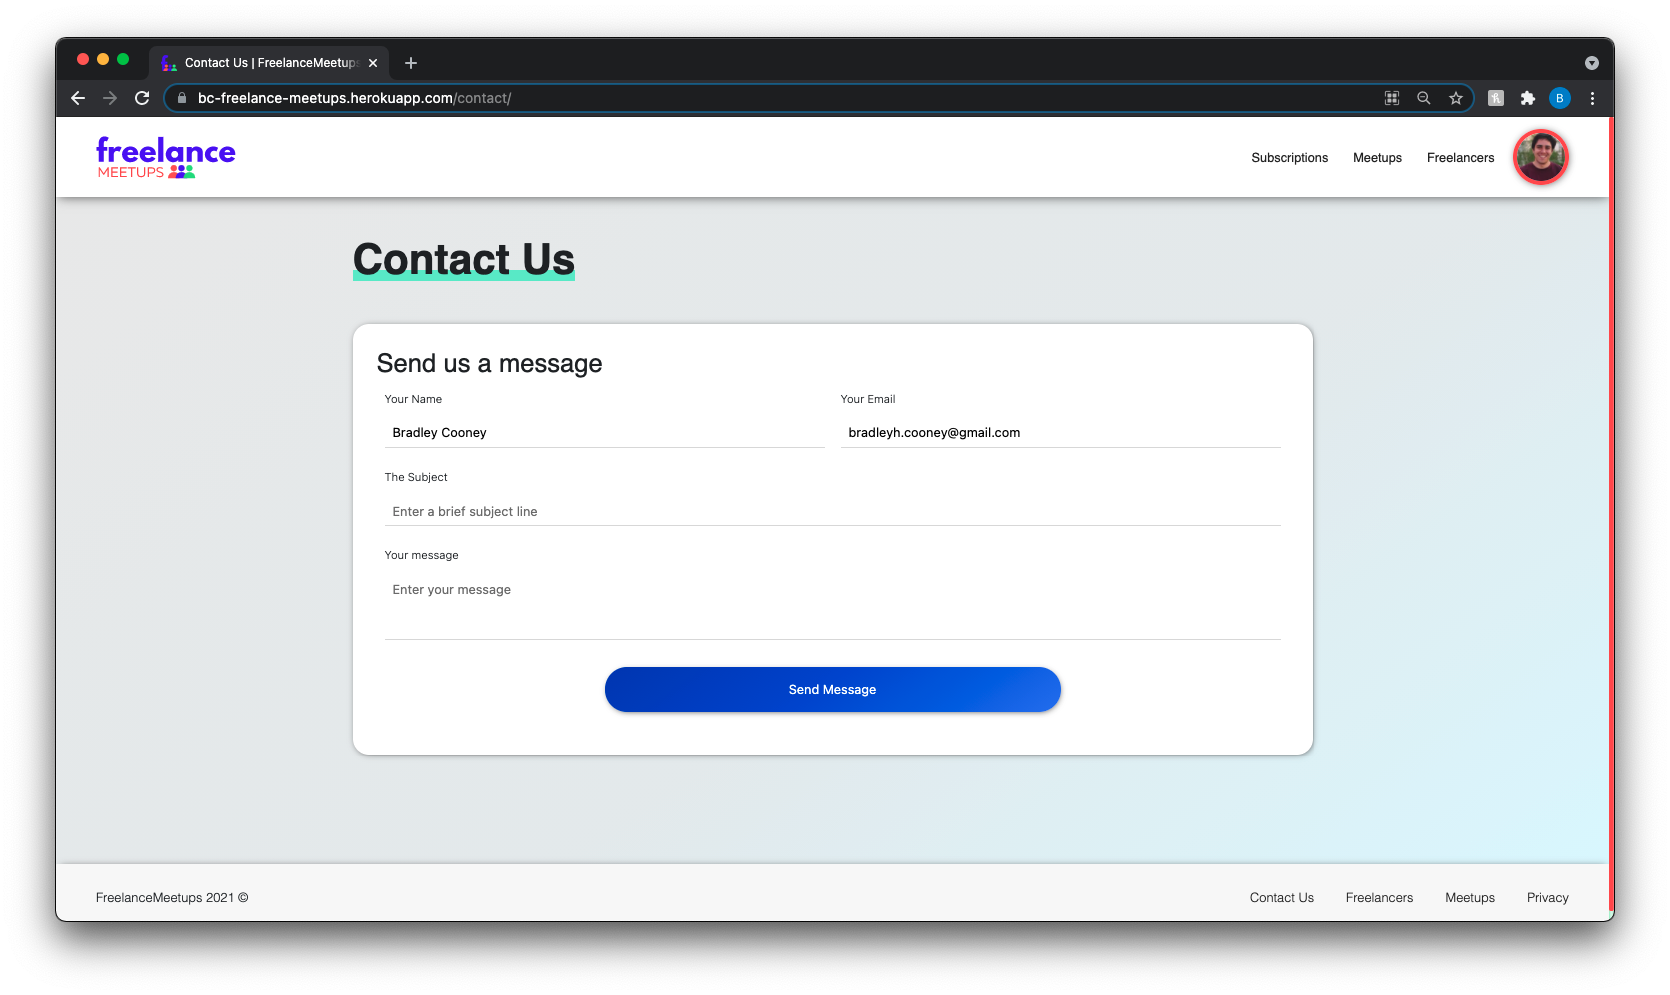 Contact Us | FreelanceMeetups
bc-freelance-meetups.herokuapp.com/contact/
B
freelance
MEETUPS
Subscriptions
Meetups
Freelancers
Contact Us
Send us a message
Your Name
Your Email
Bradley Cooney
bradleyh.cooney@gmail.com
The Subject
Enter a brief subject line
Your message
Enter your message
Send Message
FreelanceMeetups 2021 ©
Contact Us
Freelancers
Meetups
Privacy